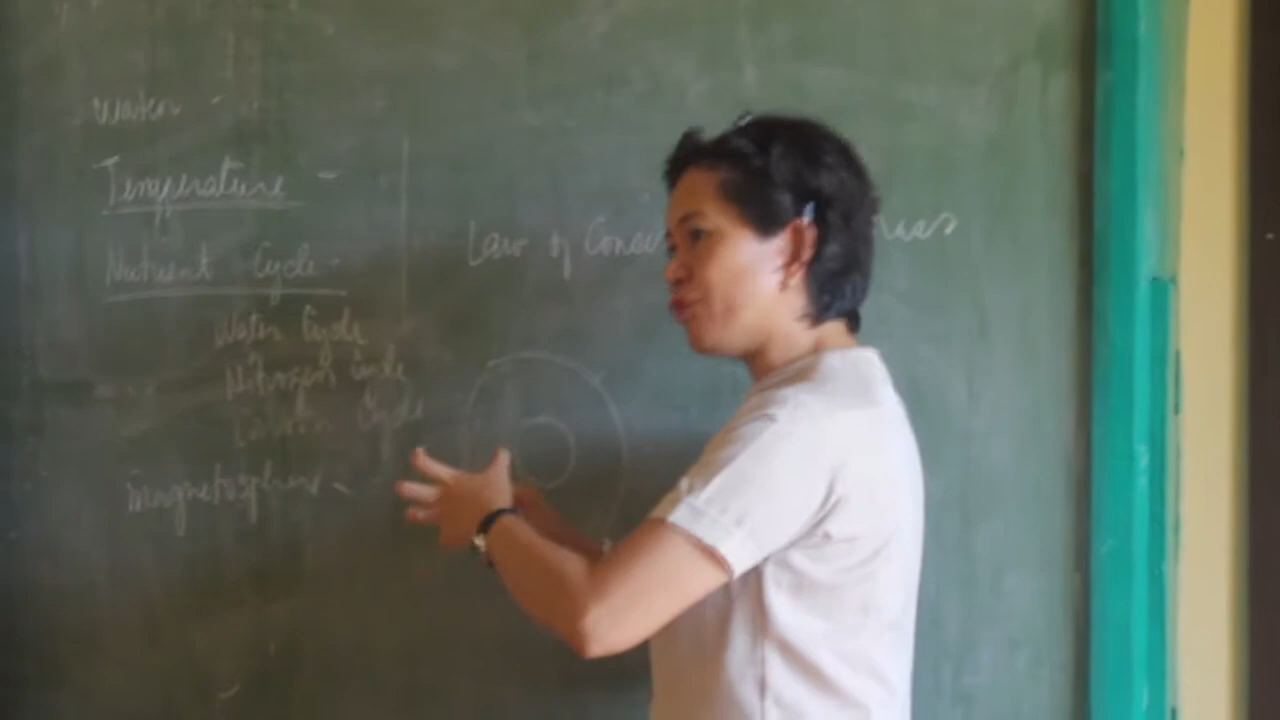 Water -
Temperature -
Nutrient Cycle -
Water Cycle
Nitrogen Cycle
Carbon Cycle
Magnetosphere -
Law of